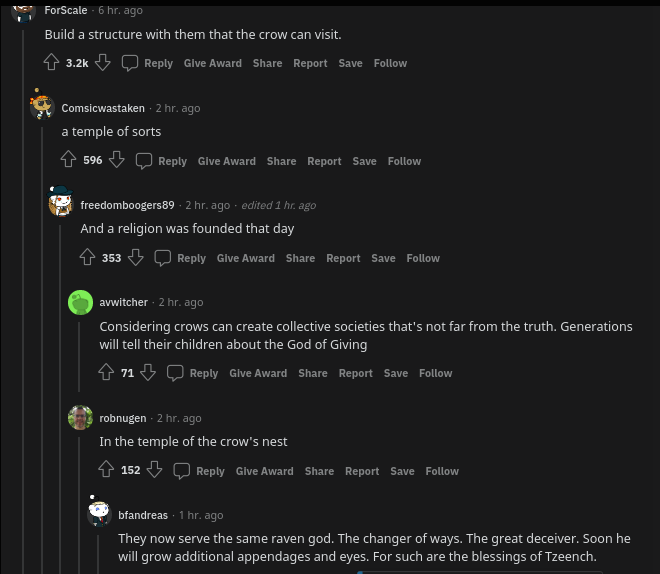 ForScale · 6 hr. ago
Build a structure with them that the crow can visit.
3.2k Reply Give Award Share Report Save Follow
Comsicwastaken · 2 hr. ago
a temple of sorts
596 Reply Give Award Share Report Save Follow
freedomboogers89 · 2 hr. ago · edited 1 hr. ago
And a religion was founded that day
353 Reply Give Award Share Report Save Follow
avwitcher · 2 hr. ago
Considering crows can create collective societies that's not far from the truth. Generations
will tell their children about the God of Giving
71 Reply Give Award Share Report Save Follow
robnugen · 2 hr. ago
In the temple of the crow's nest
152 Reply Give Award Share Report Save Follow
bfandreas · 1 hr. ago
They now serve the same raven god. The changer of ways. The great deceiver. Soon he
will grow additional appendages and eyes. For such are the blessings of Tzeench.